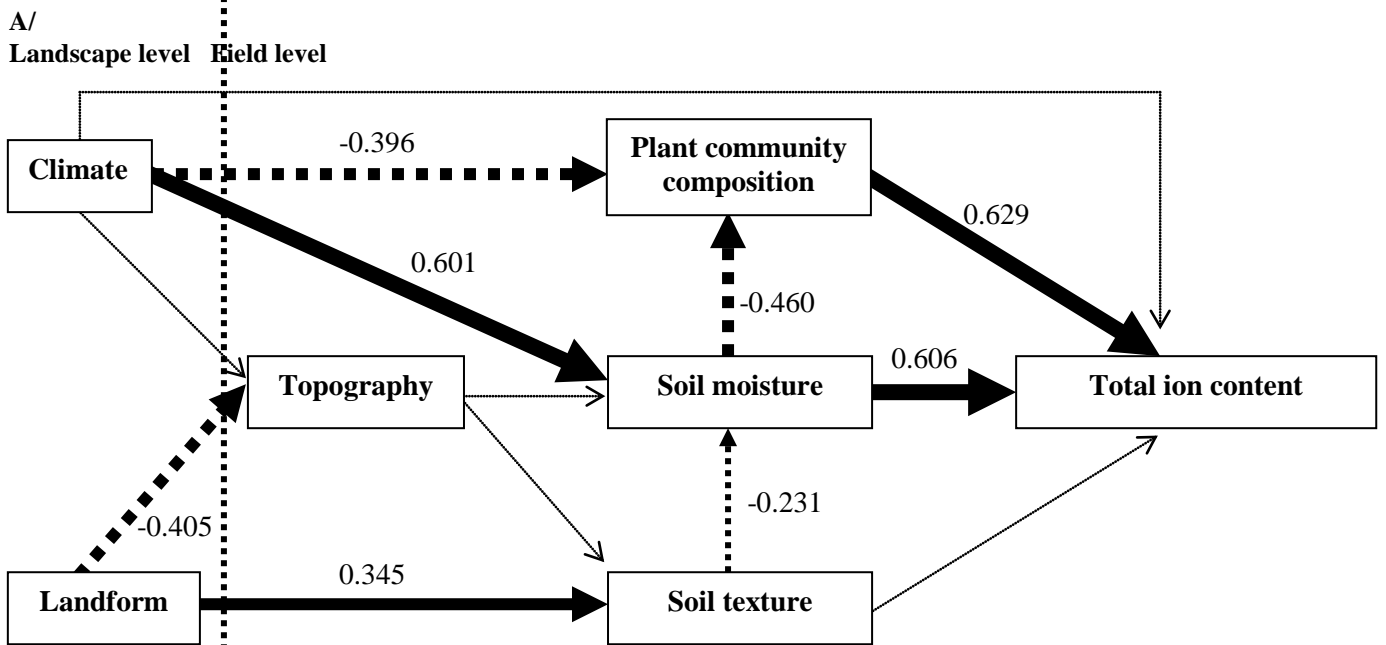 A/
Landscape level Field level
Climate
-0.396
Plant community
composition
0.629
0.601
-0.460
Topography
Soil moisture
0.606
Total ion content
-0.405
-0.231
Landform
0.345
Soil texture